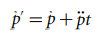 ṗ′ = ṗ + p̈t